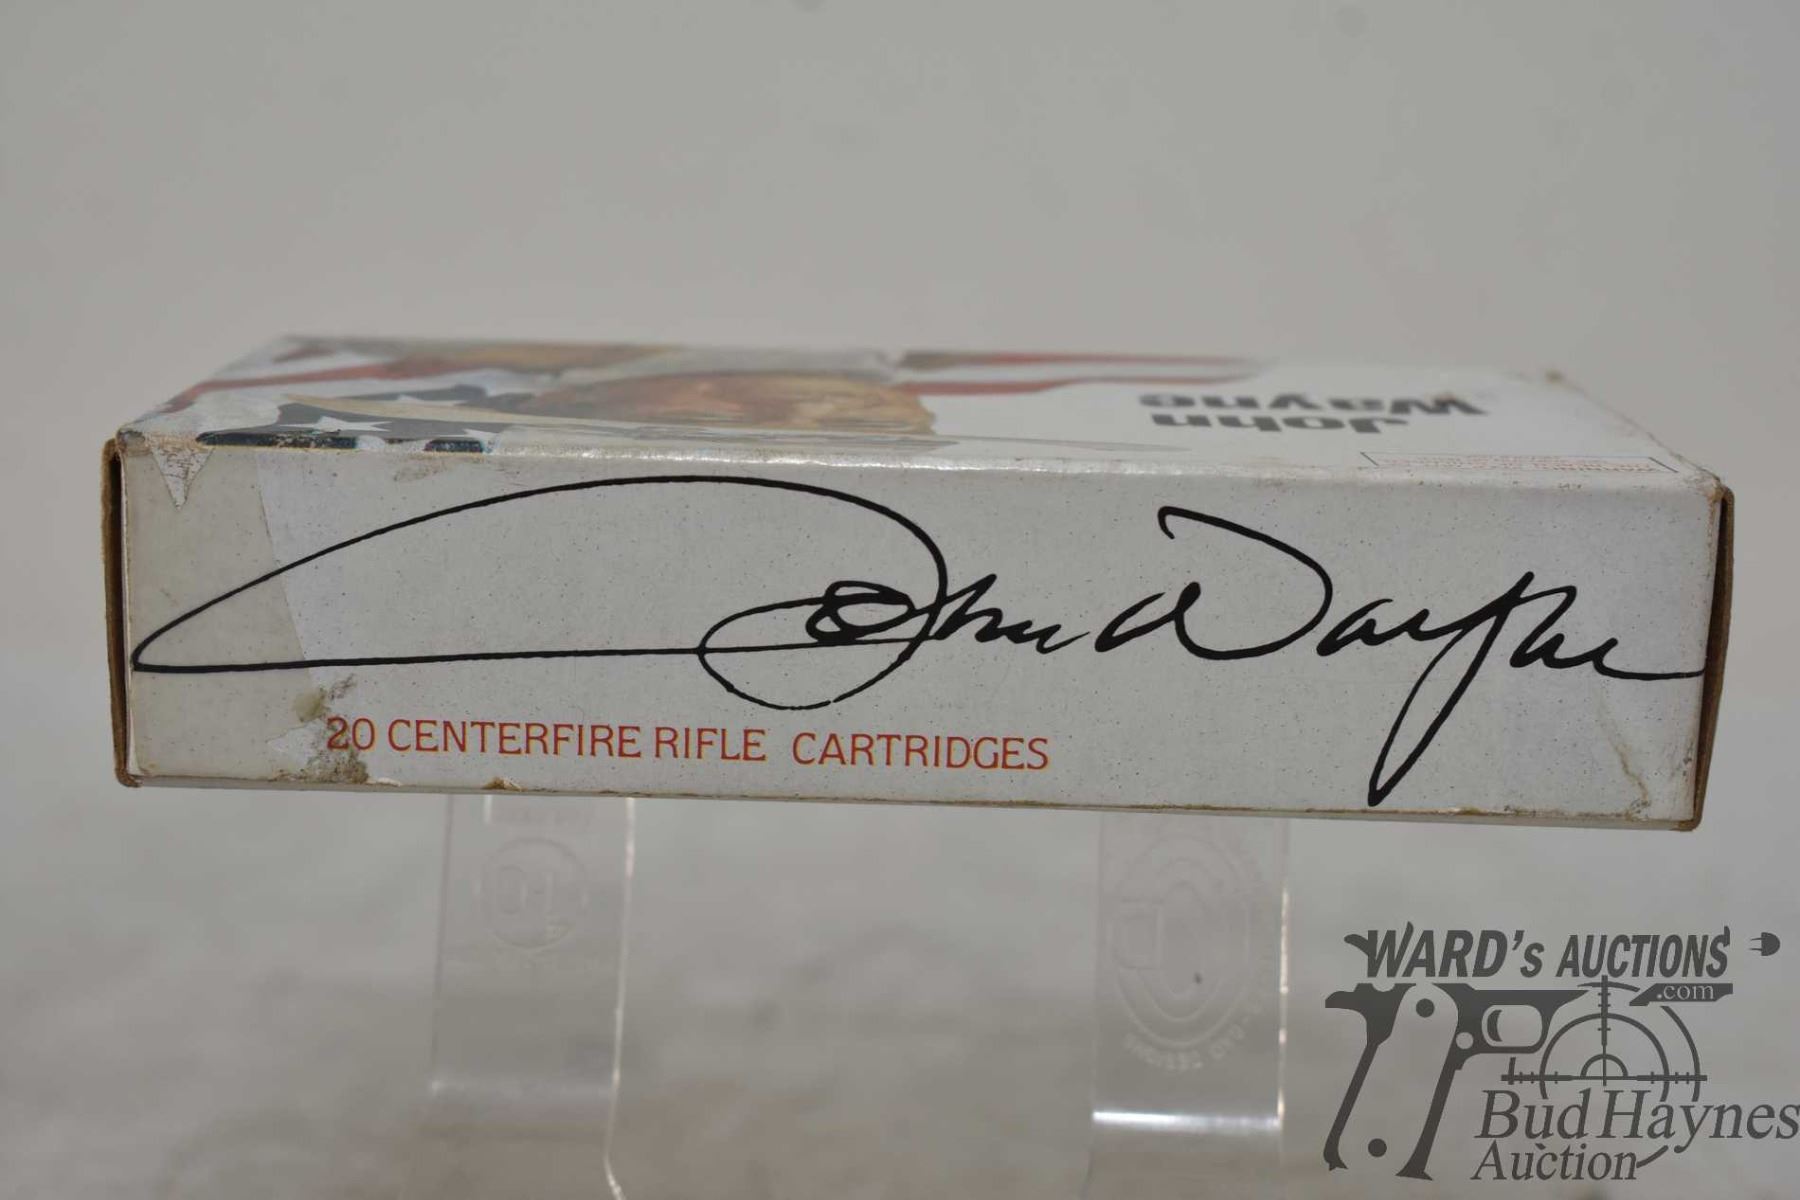 John
Wayne
John Wayne
20 CENTERFIRE RIFLE CARTRIDGES
WARD's AUCTIONS
.com
Bud Haynes
Auction